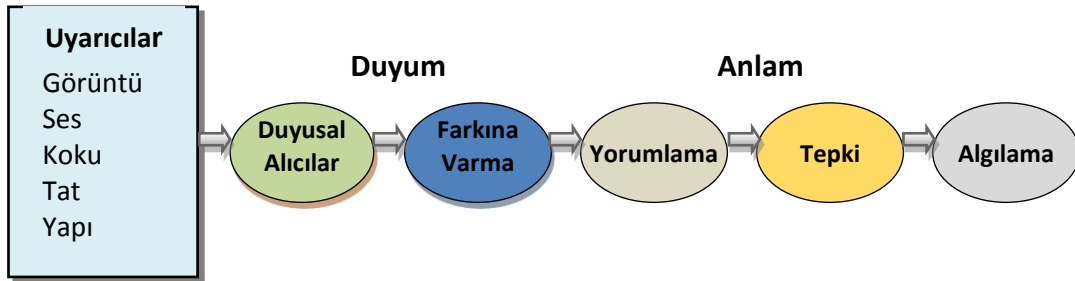 Uyarıcılar
Görüntü
Ses
Koku
Tat
Yapı
Duyum
Anlam
Duyusal
Alıcılar
Farkına
Varma
Yorumlama
Tepki
Algılama